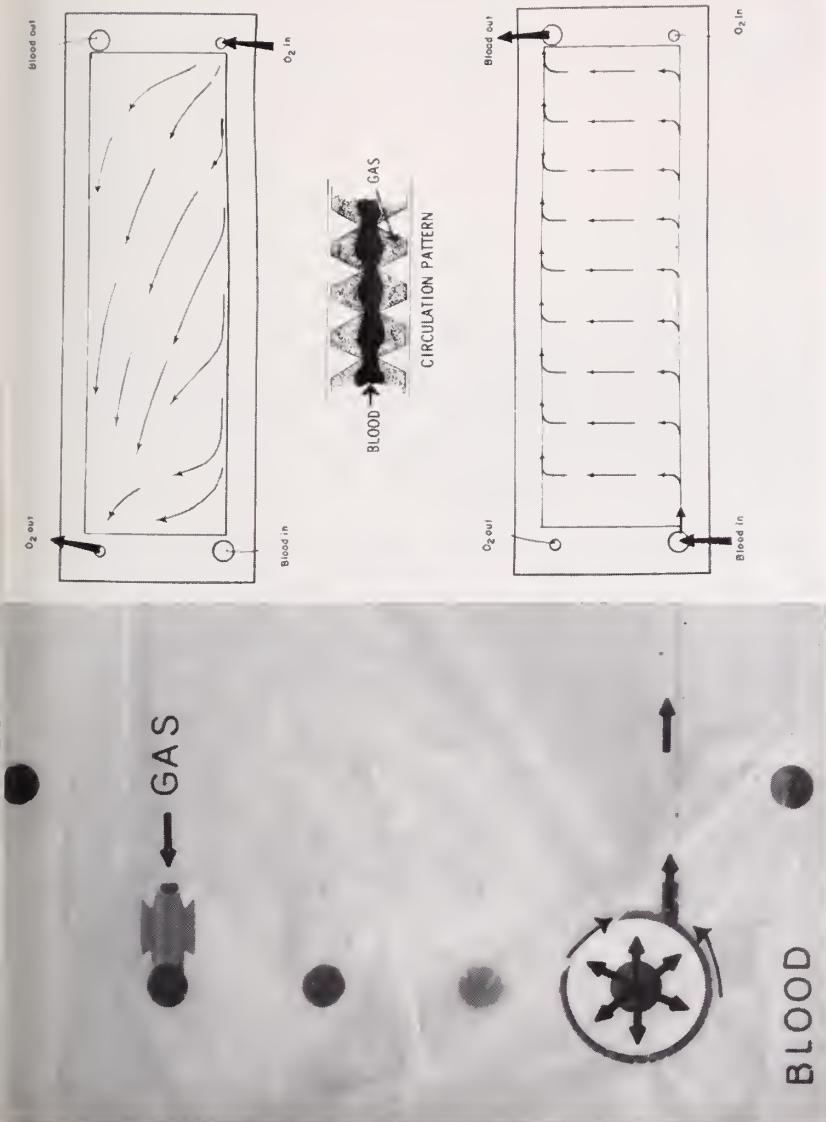 Blood out
O2 in
O2 out
Blood in
GAS
BLOOD
CIRCULATION PATTERN
Blood out
O2 in
O2 out
Blood in
GAS
BLOOD